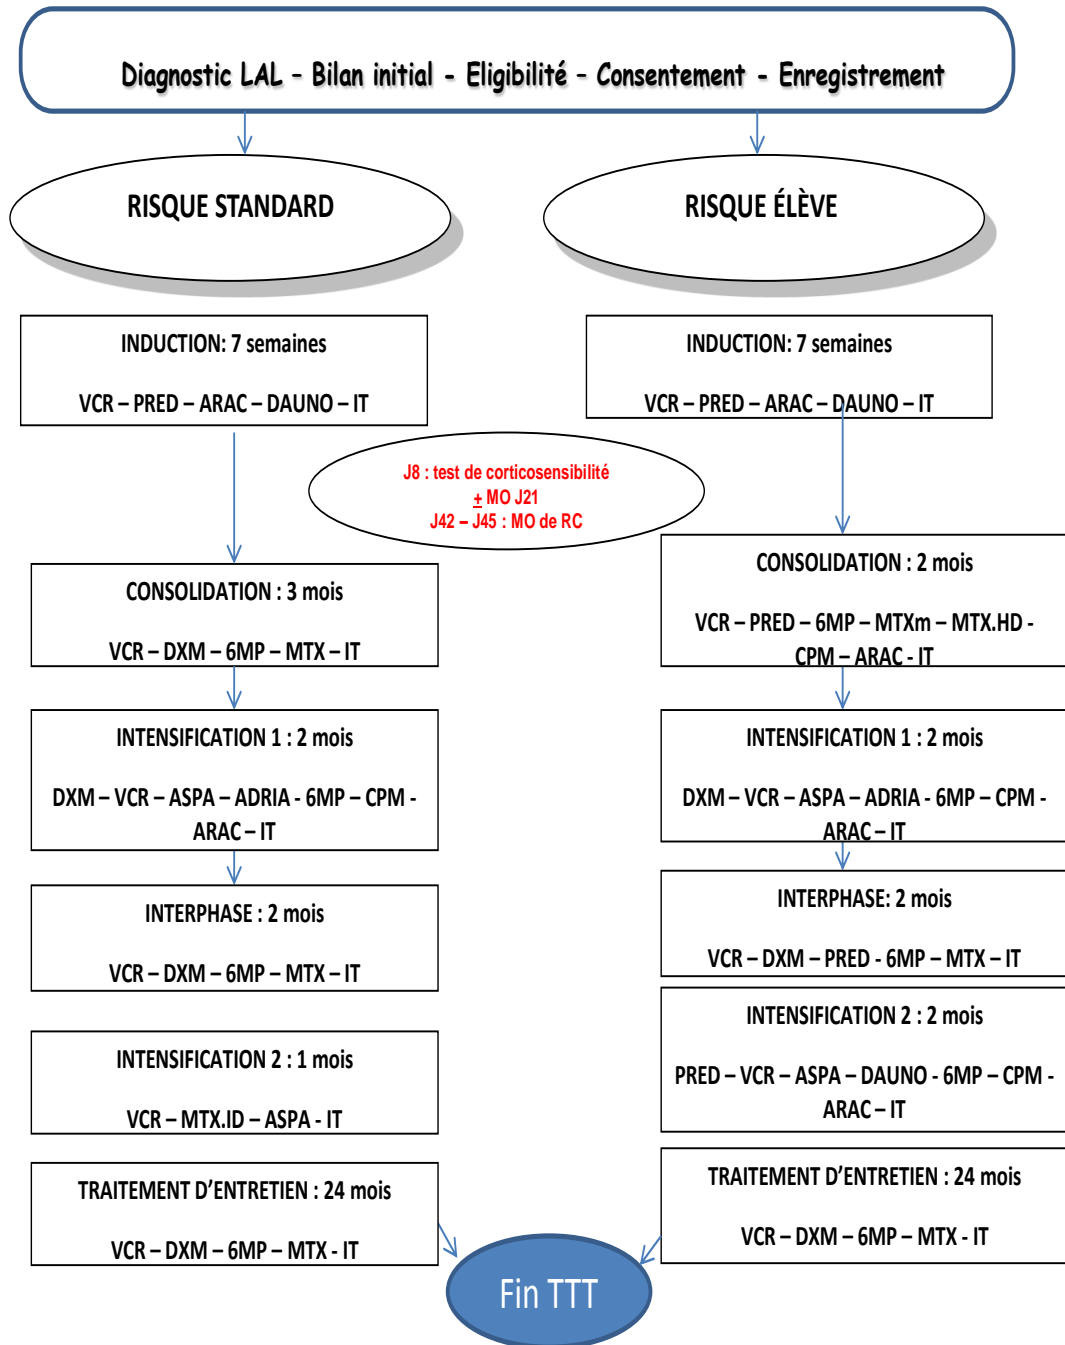 Diagnostic LAL – Bilan initial - Eligibilité – Consentement - Enregistrement
RISQUE STANDARD
RISQUE ÉLÈVE
INDUCTION: 7 semaines
VCR – PRED – ARAC – DAUNO – IT
INDUCTION: 7 semaines
VCR – PRED – ARAC – DAUNO – IT
J8 : test de corticosensibilité
+ MO J21
J42 – J45 : MO de RC
CONSOLIDATION : 3 mois
VCR – DXM – 6MP – MTX – IT
CONSOLIDATION : 2 mois
VCR – PRED – 6MP – MTXm – MTX.HD -
CPM – ARAC - IT
INTENSIFICATION 1 : 2 mois
DXM – VCR – ASPA – ADRIA - 6MP – CPM -
ARAC – IT
INTENSIFICATION 1 : 2 mois
DXM – VCR – ASPA – ADRIA - 6MP – CPM -
ARAC – IT
INTERPHASE : 2 mois
VCR – DXM – 6MP – MTX – IT
INTERPHASE: 2 mois
VCR – DXM – PRED - 6MP – MTX – IT
INTENSIFICATION 2 : 1 mois
VCR – MTX.ID – ASPA - IT
INTENSIFICATION 2 : 2 mois
PRED – VCR – ASPA – DAUNO - 6MP – CPM -
ARAC – IT
TRAITEMENT D'ENTRETIEN : 24 mois
VCR – DXM – 6MP – MTX - IT
TRAITEMENT D'ENTRETIEN : 24 mois
VCR – DXM – 6MP – MTX - IT
Fin TTT